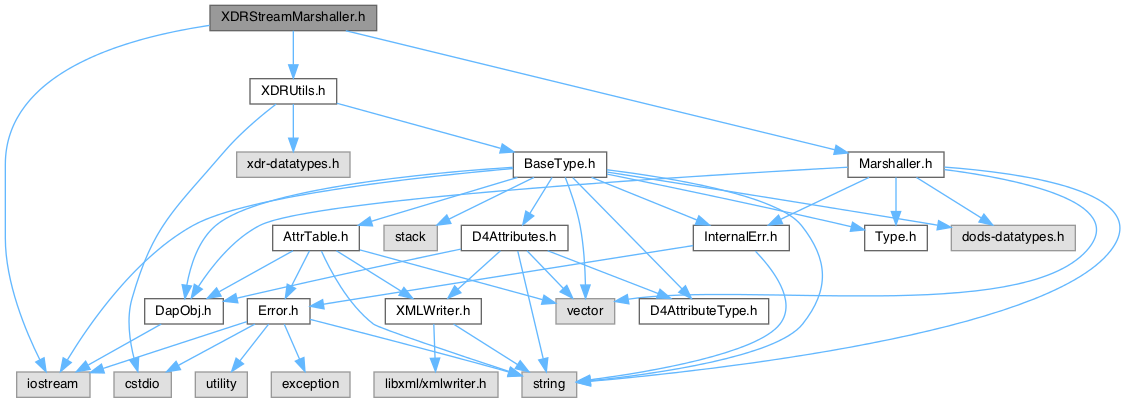 XDRStreamMarshaller.h
XDRUtils.h
xdr-datatypes.h
BaseType.h
Marshaller.h
AttrTable.h
stack
D4Attributes.h
InternalErr.h
Type.h
dods-datatypes.h
DapObj.h
Error.h
XMLWriter.h
vector
D4AttributeType.h
iostream
cstdio
utility
exception
libxml/xmlwriter.h
string